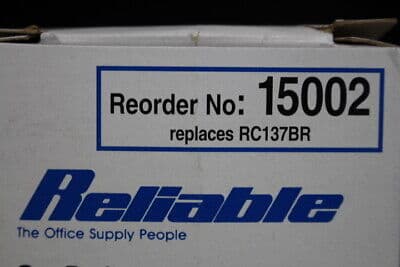 Reorder No: 15002
replaces RC137BR
Reliable
The Office Supply People